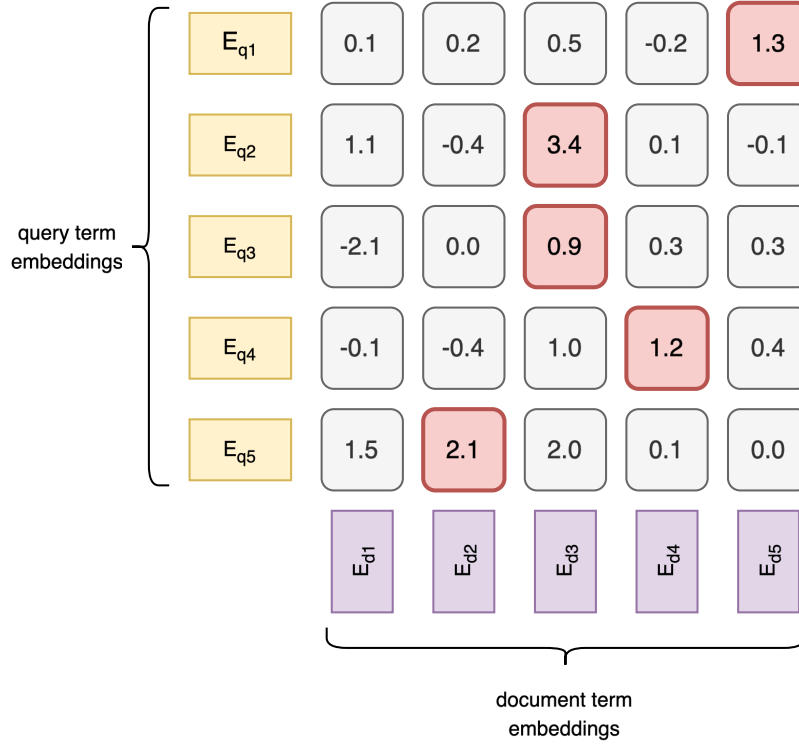 Eq1 0.1 0.2 0.5 -0.2 1.3
Eq2 1.1 -0.4 3.4 0.1 -0.1
query term
embeddings
Eq3 -2.1 0.0 0.9 0.3 0.3
Eq4 -0.1 -0.4 1.0 1.2 0.4
Eq5 1.5 2.1 2.0 0.1 0.0
Ed1 Ed2 Ed3 Ed4 Ed5
document term
embeddings